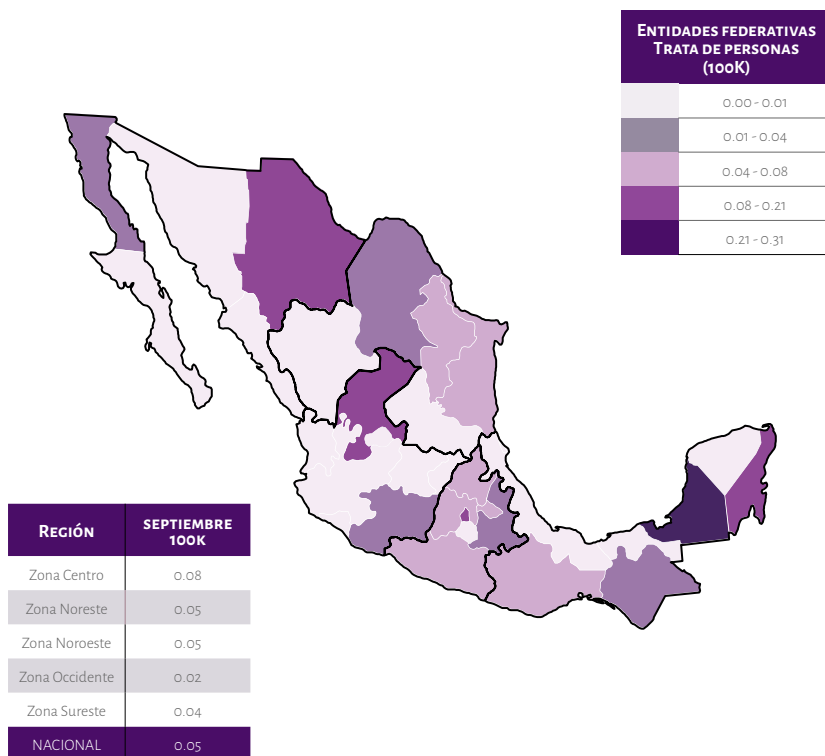 Entidades federativas
Trata de personas
(100K)
0.00 - 0.01
0.01 - 0.04
0.04 - 0.08
0.08 - 0.21
0.21 - 0.31
Región septiembre 100K
Zona Centro 0.08
Zona Noreste 0.05
Zona Noroeste 0.05
Zona Occidente 0.02
Zona Sureste 0.04
NACIONAL 0.05